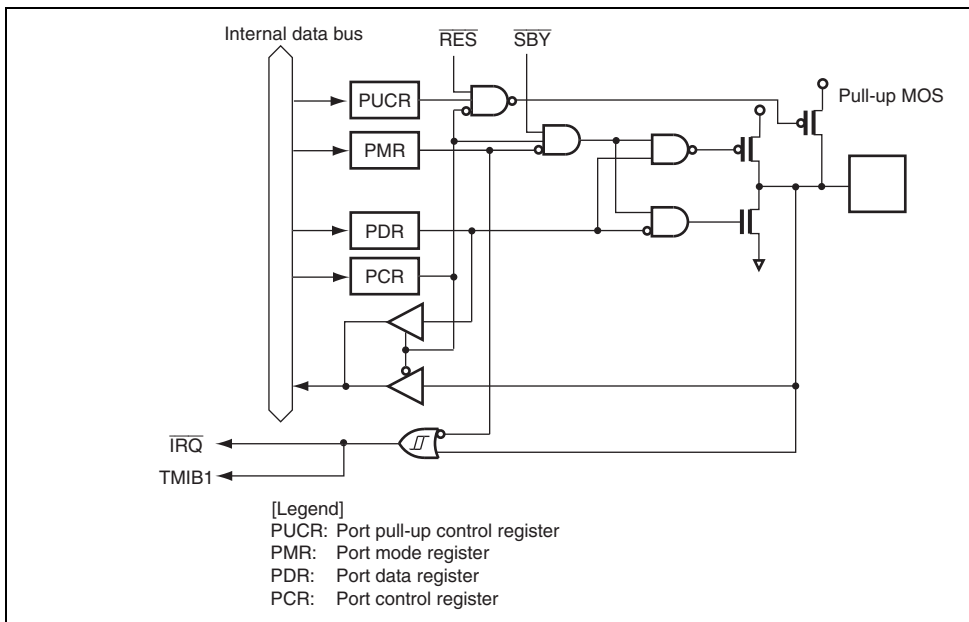 Internal data bus
RES
SBY
PUCR
Pull-up MOS
PMR
PDR
PCR
IRQ
TMIB1
[Legend]
PUCR: Port pull-up control register
PMR: Port mode register
PDR: Port data register
PCR: Port control register